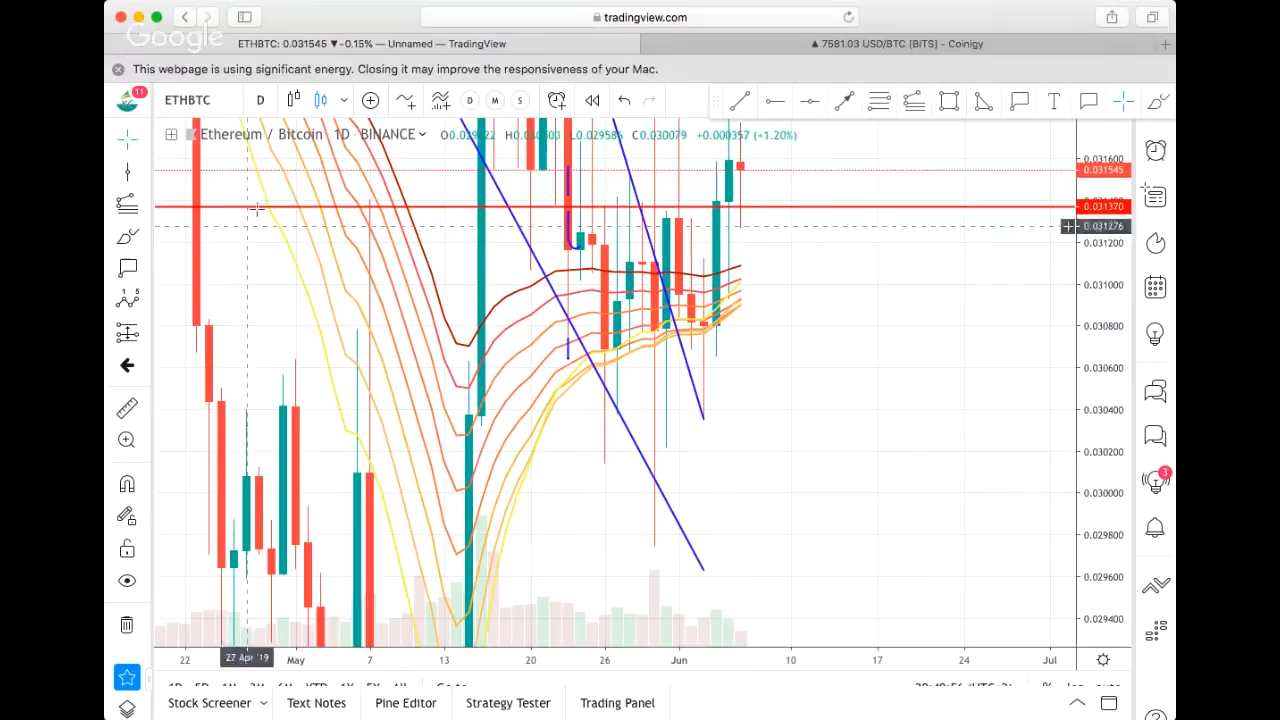 tradingview.com
Google
ETHBTC: 0.031545 ▼−0.15% — Unnamed — TradingView
▲ 7581.03 USD/BTC [BITS] - Coinigy
This webpage is using significant energy. Closing it may improve the responsiveness of your Mac.
11
ETHBTC D
D M S
T
Ethereum / Bitcoin 1D BINANCE
H L0.029586 C0.030079 +0.000357 (+1.20%)
0.031600
0.031545
0.031370
0.031276
0.031200
0.031000
0.030800
0.030600
0.030400
0.030200
0.030000
0.029800
0.029600
0.029400
1 5
3
22 27 Apr '19 May 7 13 20 26 Jun 10 17 24 Jul
Stock Screener Text Notes Pine Editor Strategy Tester Trading Panel